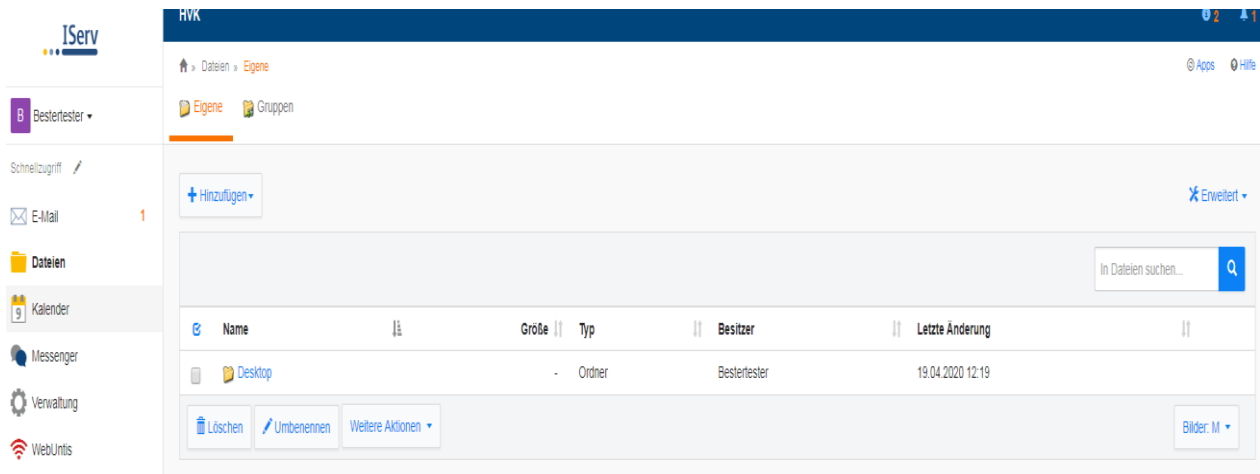 IServ
HVK
2 1
» Dateien » Eigene
Apps Hilfe
B Bestertester
Eigene Gruppen
Schnellzugriff
Hinzufügen
Erweitert
E-Mail 1
Dateien
In Dateien suchen...
9 Kalender
Name Größe Typ Besitzer Letzte Änderung
Messenger
Desktop - Ordner Bestertester 19.04.2020 12:19
Verwaltung
Löschen Umbenennen Weitere Aktionen Bilder: M
WebUntis